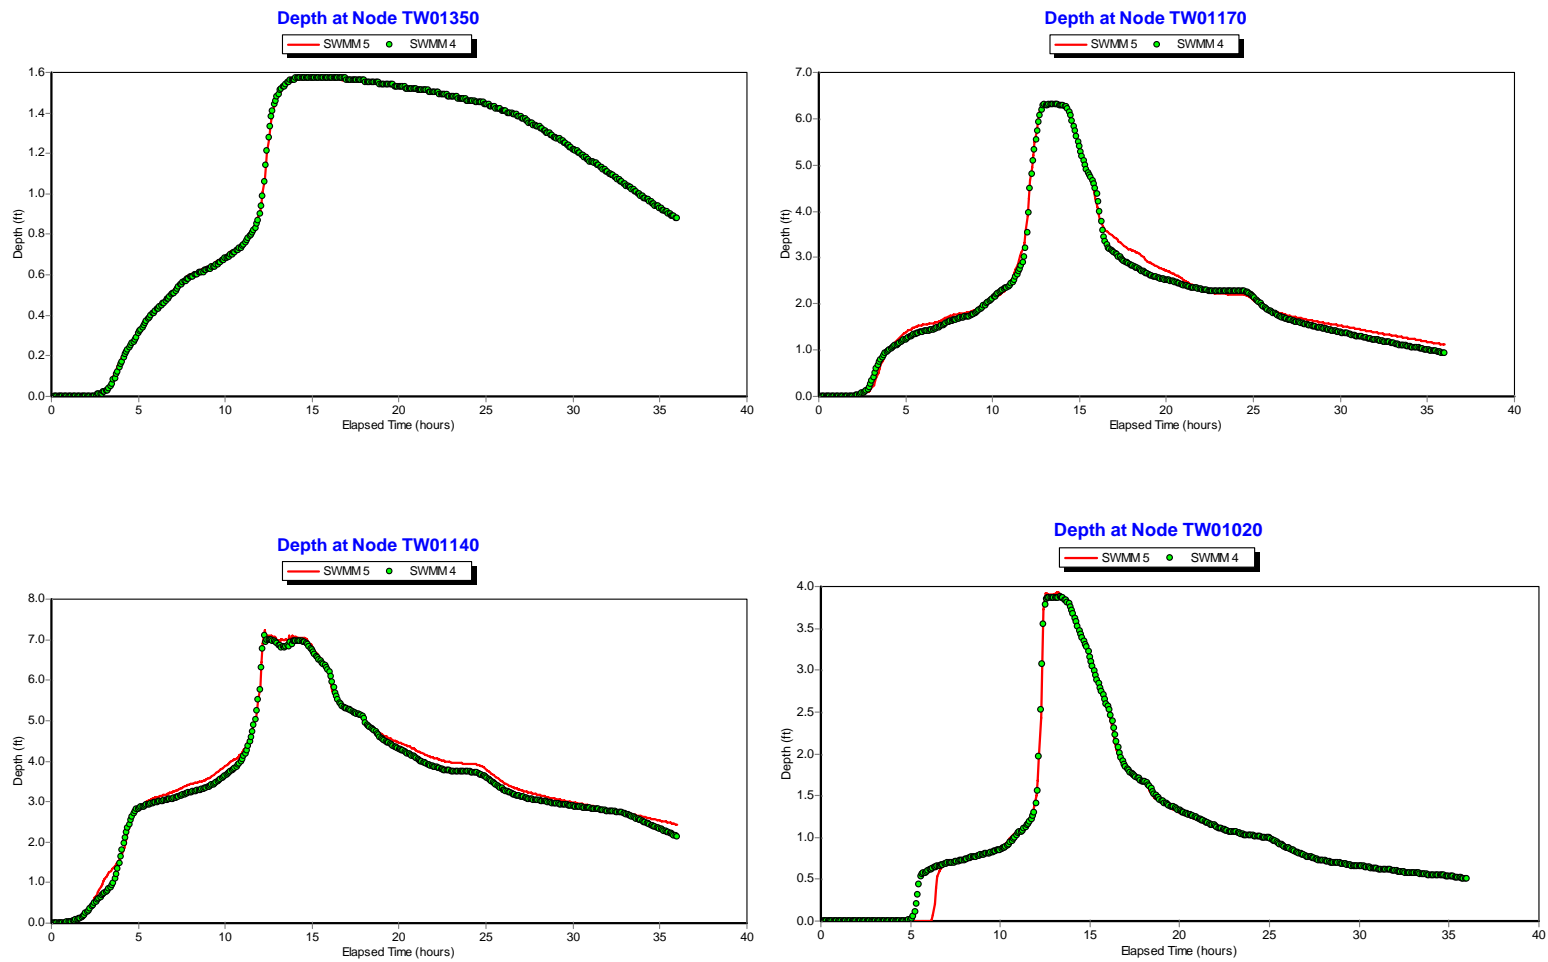 Depth at Node TW01350
SWMM 5 SWMM 4
1.6
1.4
1.2
1.0
0.8
0.6
0.4
0.2
0.0
Depth (ft)
0 5 10 15 20 25 30 35 40
Elapsed Time (hours)
Depth at Node TW01170
SWMM 5 SWMM 4
7.0
6.0
5.0
4.0
3.0
2.0
1.0
0.0
Depth (ft)
0 5 10 15 20 25 30 35 40
Elapsed Time (hours)
Depth at Node TW01140
SWMM 5 SWMM 4
8.0
7.0
6.0
5.0
4.0
3.0
2.0
1.0
0.0
Depth (ft)
0 5 10 15 20 25 30 35 40
Elapsed Time (hours)
Depth at Node TW01020
SWMM 5 SWMM 4
4.0
3.5
3.0
2.5
2.0
1.5
1.0
0.5
0.0
Depth (ft)
0 5 10 15 20 25 30 35 40
Elapsed Time (hours)